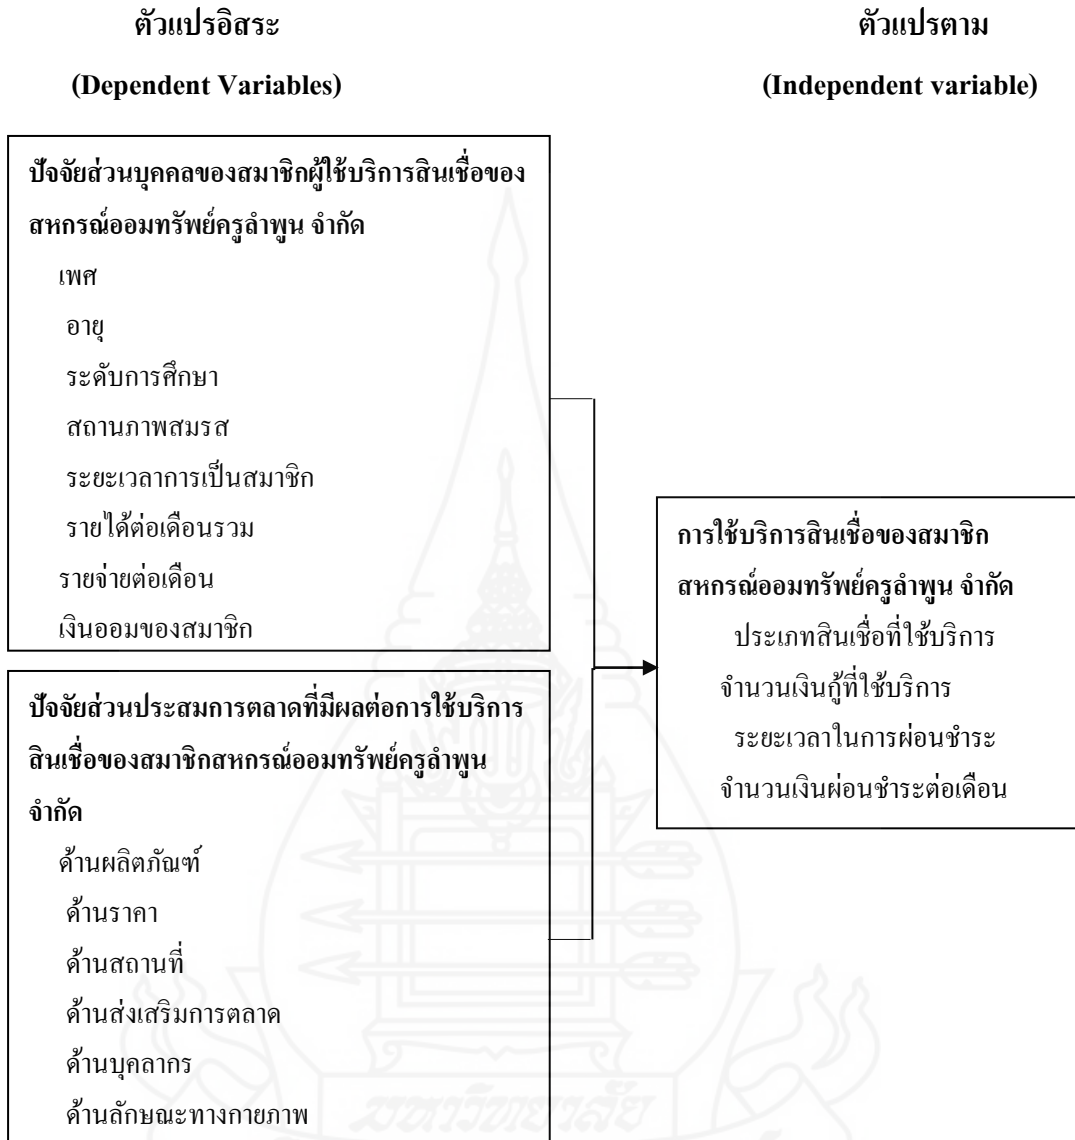 ตัวแปรอิสระ
(Dependent Variables)
ตัวแปรตาม
(Independent variable)
ปัจจัยส่วนบุคคลของสมาชิกผู้ใช้บริการสินเชื่อของ
สหกรณ์ออมทรัพย์ครูลำพูน จำกัด
เพศ
อายุ
ระดับการศึกษา
สถานภาพสมรส
ระยะเวลาการเป็นสมาชิก
รายได้ต่อเดือนรวม
รายจ่ายต่อเดือน
เงินออมของสมาชิก
ปัจจัยส่วนประสมการตลาดที่มีผลต่อการใช้บริการ
สินเชื่อของสมาชิกสหกรณ์ออมทรัพย์ครูลำพูน
จำกัด
ด้านผลิตภัณฑ์
ด้านราคา
ด้านสถานที่
ด้านส่งเสริมการตลาด
ด้านบุคลากร
ด้านลักษณะทางกายภาพ
การใช้บริการสินเชื่อของสมาชิก
สหกรณ์ออมทรัพย์ครูลำพูน จำกัด
ประเภทสินเชื่อที่ใช้บริการ
จำนวนเงินกู้ที่ใช้บริการ
ระยะเวลาในการผ่อนชำระ
จำนวนเงินผ่อนชำระต่อเดือน
มหาวิทยาลัย